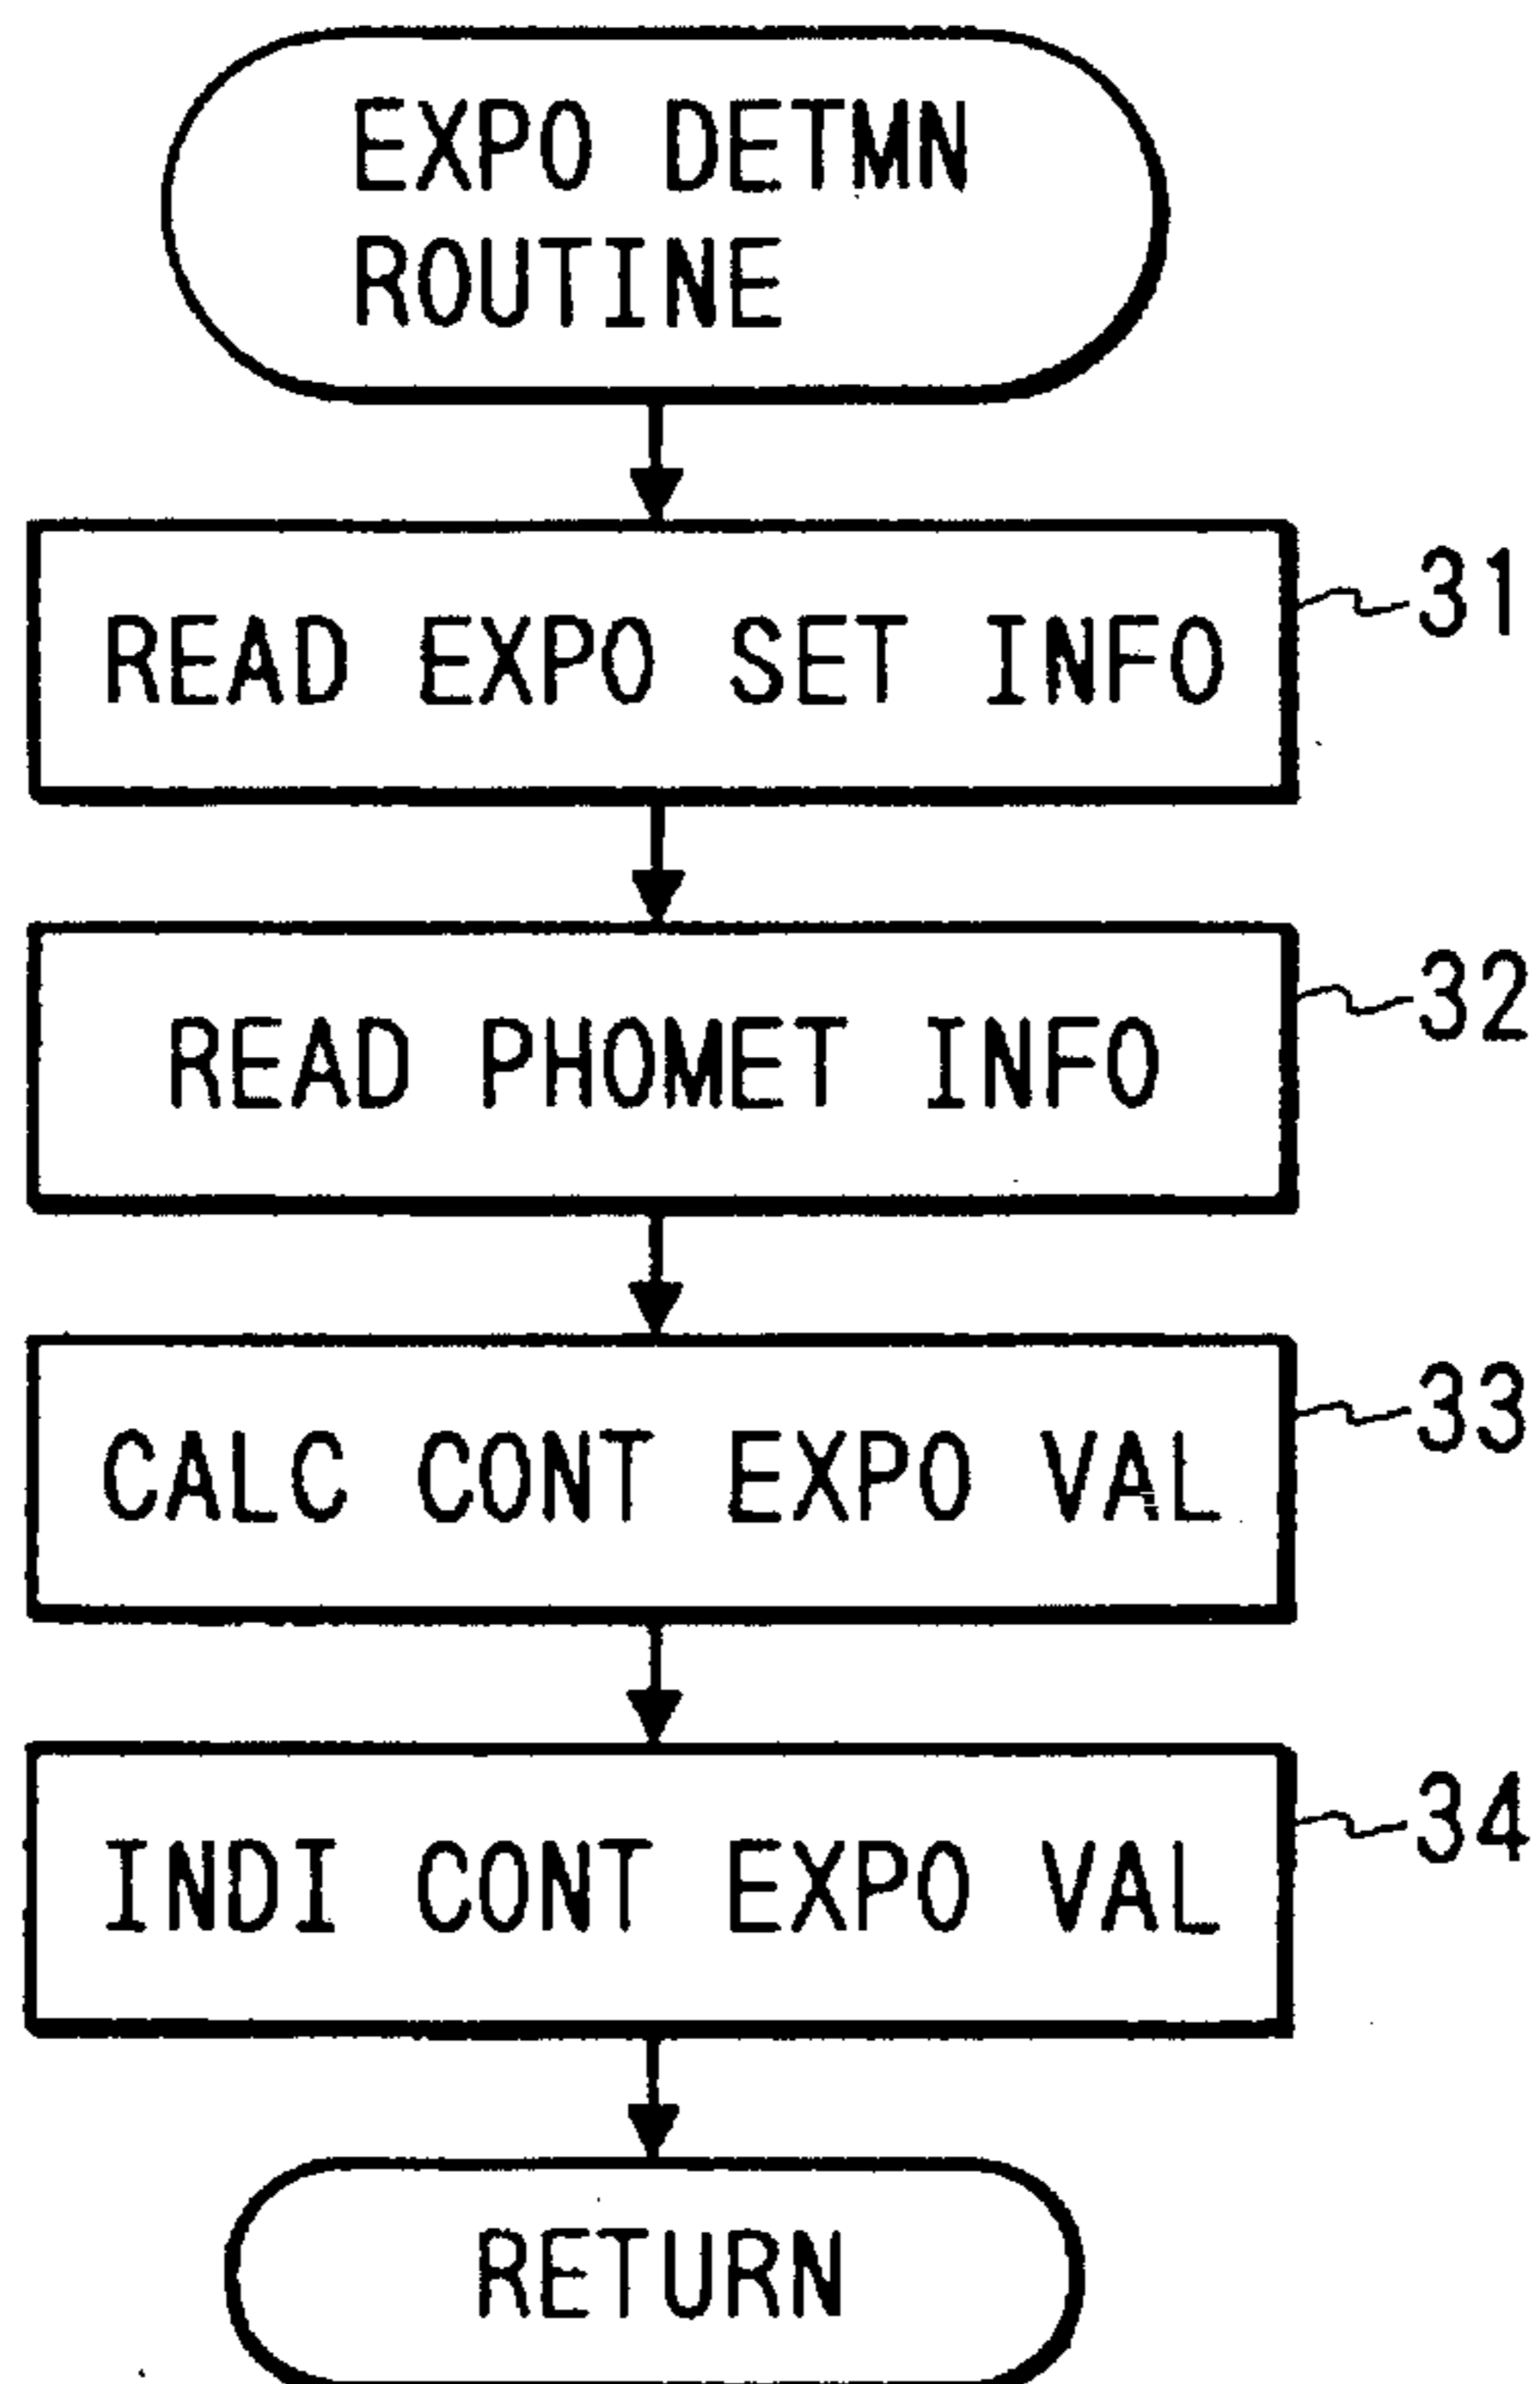 EXPO DETMN
ROUTINE
READ EXPO SET INFO
31
READ PHOMET INFO
32
CALC CONT EXPO VAL
33
INDI CONT EXPO VAL
34
RETURN